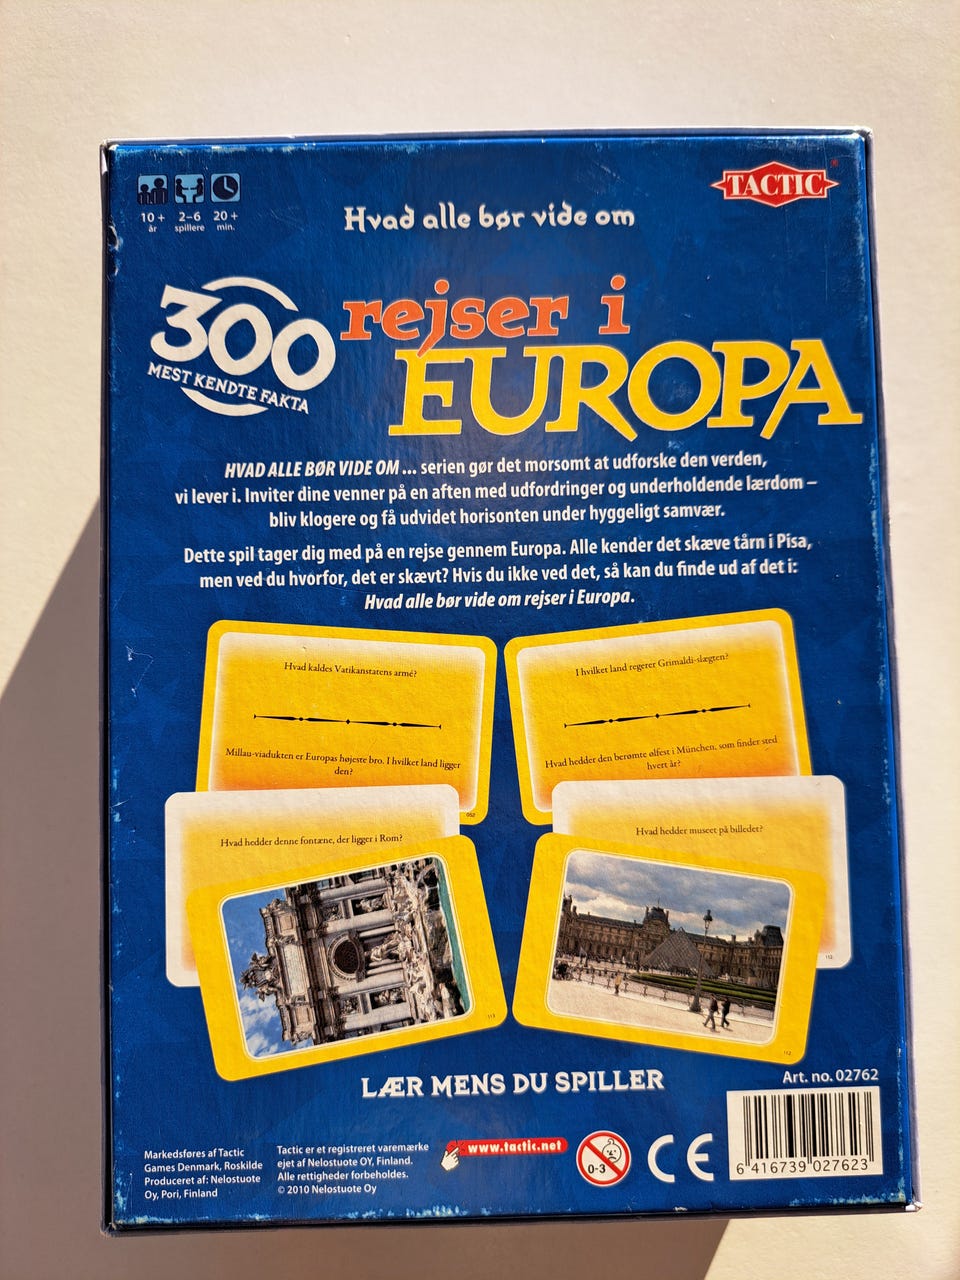 10+ år
2–6 spillere
20+ min.
TACTIC
Hvad alle bør vide om
300
MEST KENDTE FAKTA
rejser i
EUROPA
HVAD ALLE BØR VIDE OM ... serien gør det morsomt at udforske den verden,
vi lever i. Inviter dine venner på en aften med udfordringer og underholdende lærdom –
bliv klogere og få udvidet horisonten under hyggeligt samvær.
Dette spil tager dig med på en rejse gennem Europa. Alle kender det skæve tårn i Pisa,
men ved du hvorfor, det er skævt? Hvis du ikke ved det, så kan du finde ud af det i:
Hvad alle bør vide om rejser i Europa.
Hvad kaldes Vatikanstatens armé?
Millau-viadukten er Europas højeste bro. I hvilket land ligger
den?
052
I hvilket land regerer Grimaldi-slægten?
Hvad hedder den berømte ølfest i München, som finder sted
hvert år?
Hvad hedder denne fontæne, der ligger i Rom?
113
Hvad hedder museet på billedet?
112
112
LÆR MENS DU SPILLER
Art. no. 02762
Markedsføres af Tactic
Games Denmark, Roskilde
Produceret af: Nelostuote
Oy, Pori, Finland
Tactic er et registreret varemærke
ejet af Nelostuote OY, Finland.
Alle rettigheder forbeholdes.
© 2010 Nelostuote Oy
www.tactic.net
0-3
CE
6 416739 027623